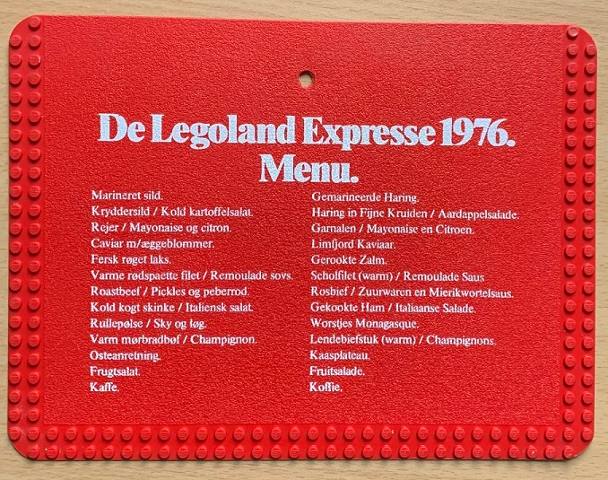 De Legoland Expresse 1976.
Menu.
Marineret sild.
Kryddersild / Kold kartoffelsalat.
Rejer / Mayonaise og citron.
Caviar m/æggeblommer.
Fersk røget laks.
Varme rødspætte filet / Remoulade sovs.
Roastbeef / Pickles og peberrod.
Kold kogt skinke / Italiensk salat.
Rullepølse / Sky og løg.
Varm mørbradbøf / Champignon.
Osteanretning.
Frugtsalat.
Kaffe.
Gemarineerde Haring.
Haring in Fijne Kruiden / Aardappelsalade.
Garnalen / Mayonaise en Citroen.
Limfjord Kaviaar.
Gerookte Zalm.
Scholfilet (warm) / Remoulade Saus
Rosbief / Zuurwaren en Mierikwortelsaus.
Gekookte Ham / Italiaanse Salade.
Worstjes Monagasque.
Lendebiefstuk (warm) / Champignons.
Kaasplateau.
Fruitsalade.
Koffie.